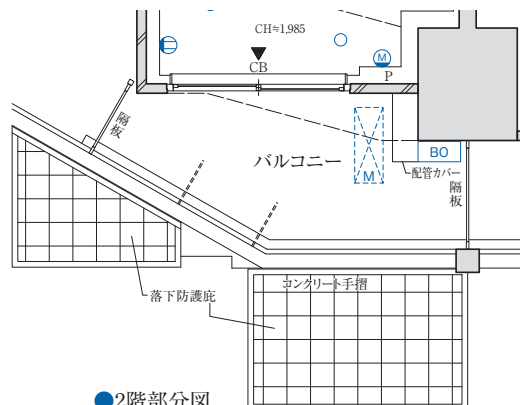 CH≒1,985
CB
M
P
隔板
バルコニー
BO
M
配管カバー
隔板
コンクリート手摺
落下防護庇
●2階部分図